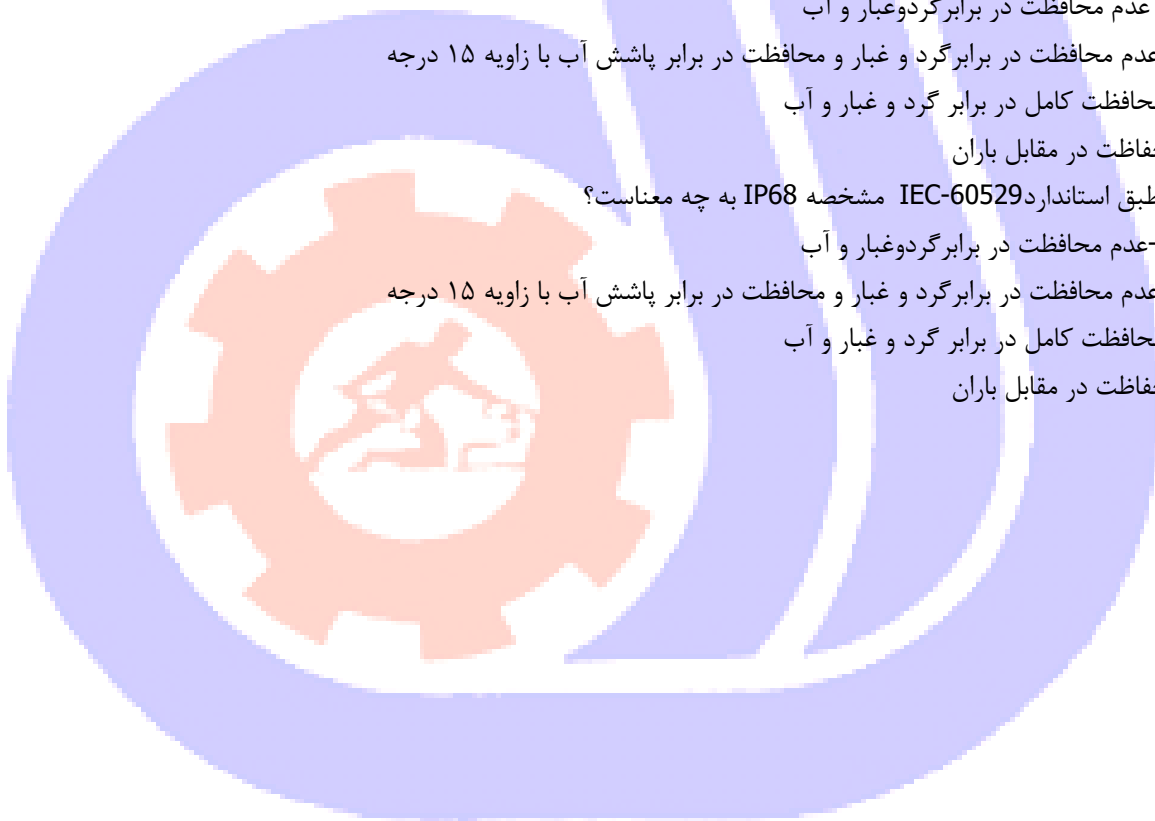 عدم محافظت در برابرگردوغبار و آب
عدم محافظت در برابرگرد و غبار و محافظت در برابر پاشش آب با زاویه ۱۵ درجه
محافظت کامل در برابر گرد و غبار و آب
حفاظت در مقابل باران
طبق استانداردIEC-60529 مشخصه IP68 به چه معناست؟
-عدم محافظت در برابرگردوغبار و آب
عدم محافظت در برابرگرد و غبار و محافظت در برابر پاشش آب با زاویه ۱۵ درجه
محافظت کامل در برابر گرد و غبار و آب
حفاظت در مقابل باران